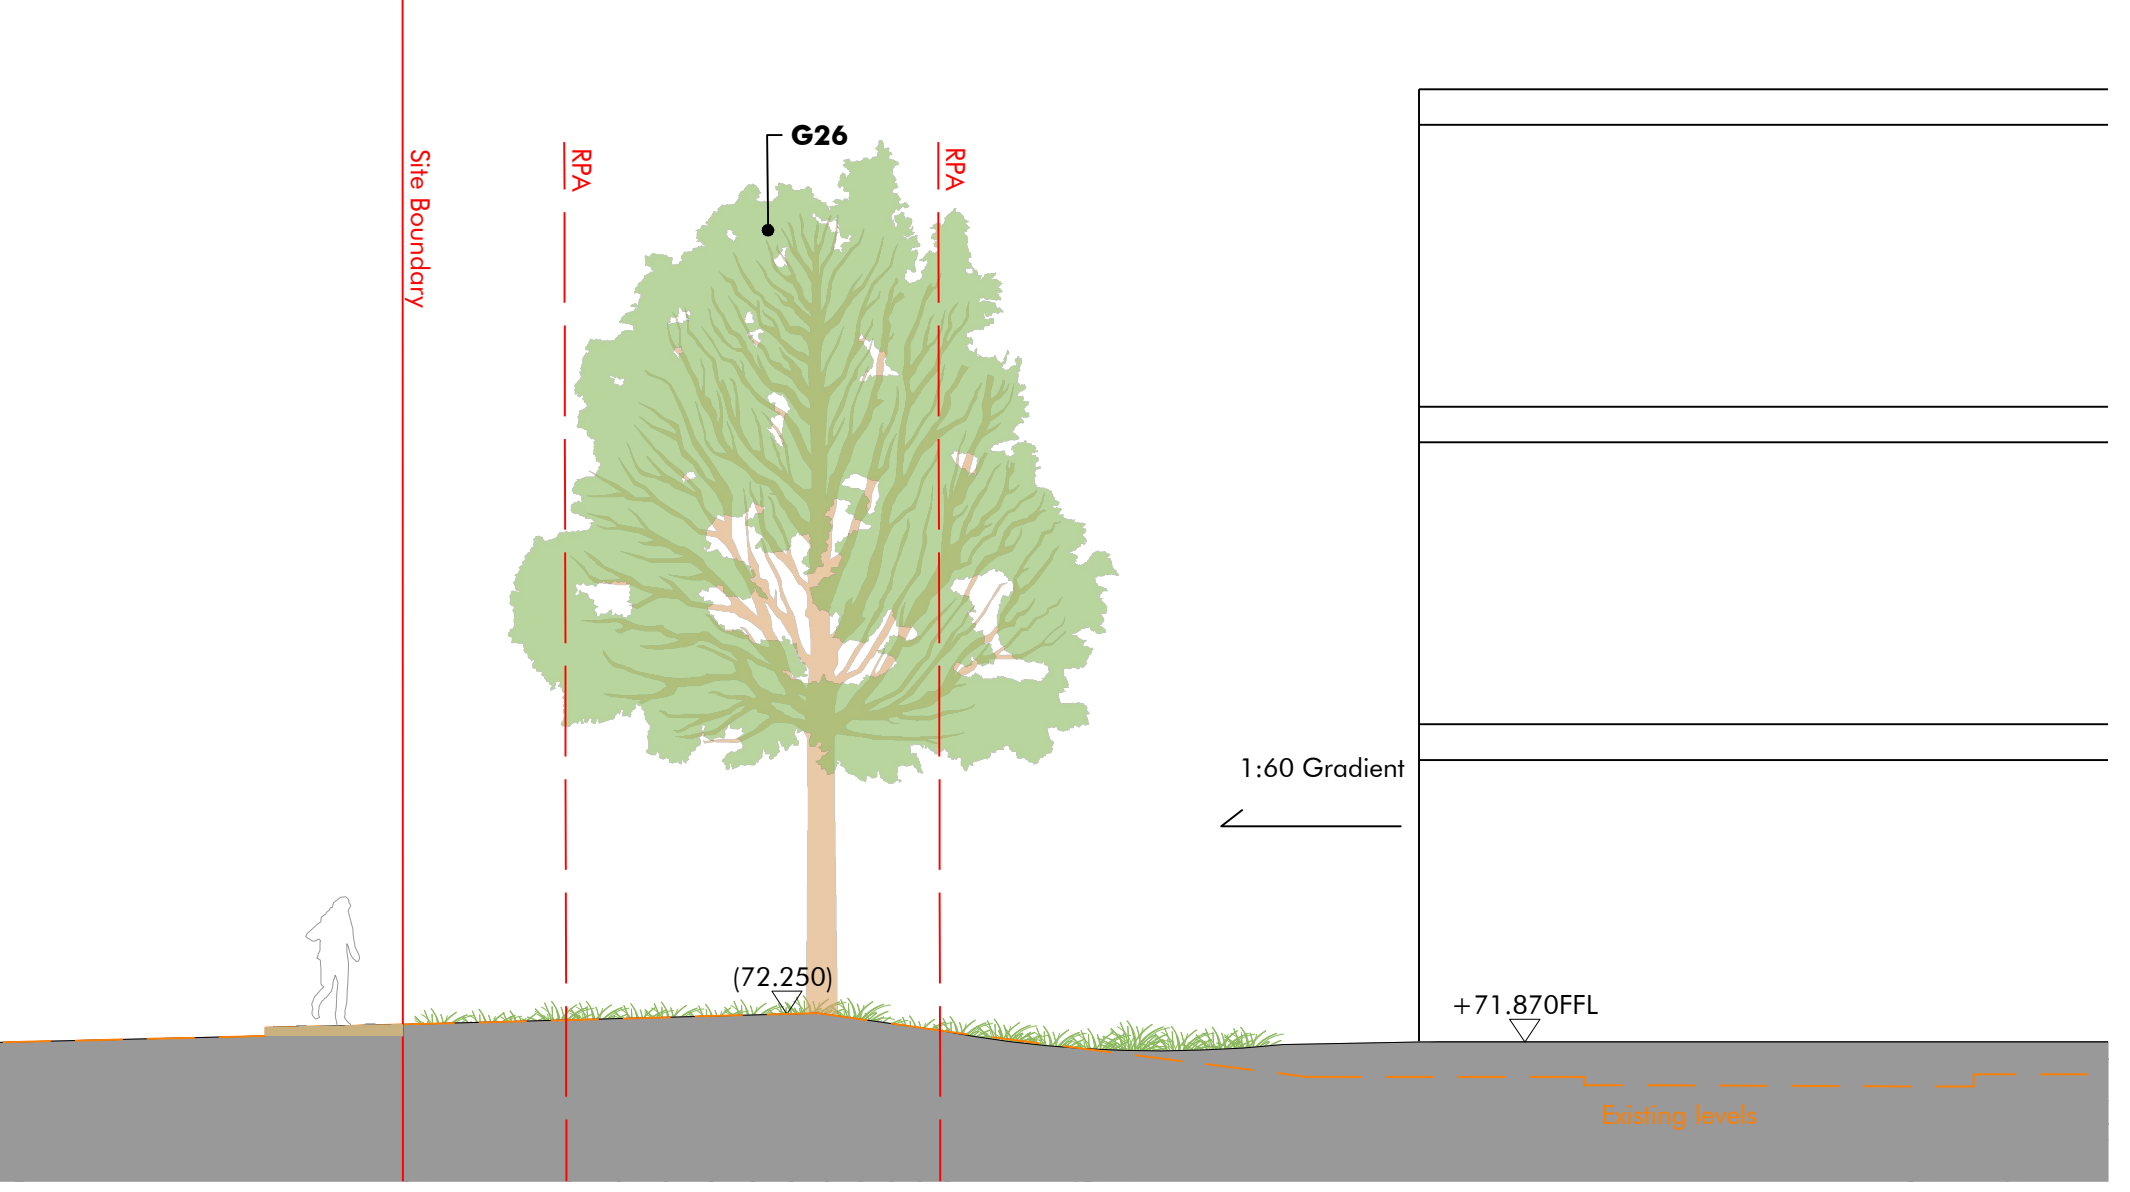 G26
Site Boundary
RPA
RPA
1:60 Gradient
(72.250)
+71.870FFL
Existing levels